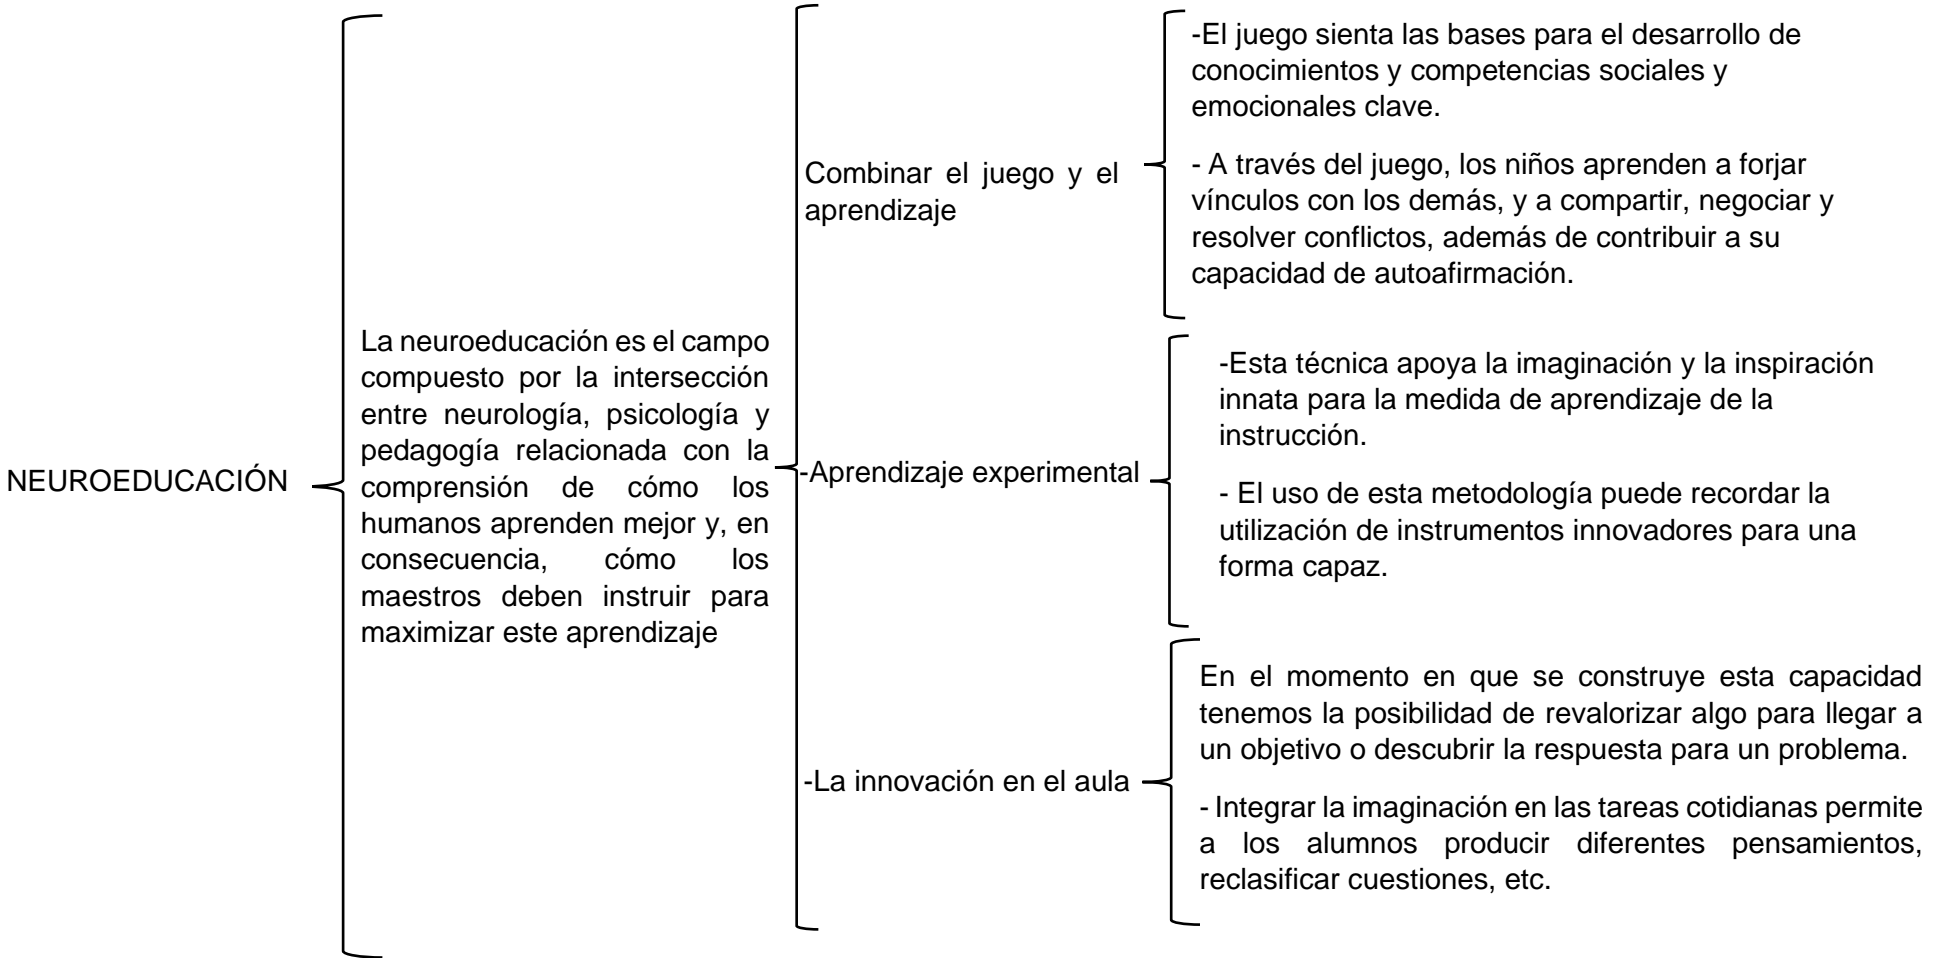 NEUROEDUCACIÓN
La neuroeducación es el campo
compuesto por la intersección
entre neurología, psicología y
pedagogía relacionada con la
comprensión de cómo los
humanos aprenden mejor y, en
consecuencia, cómo los
maestros deben instruir para
maximizar este aprendizaje
Combinar el juego y el
aprendizaje
-El juego sienta las bases para el desarrollo de
conocimientos y competencias sociales y
emocionales clave.
- A través del juego, los niños aprenden a forjar
vínculos con los demás, y a compartir, negociar y
resolver conflictos, además de contribuir a su
capacidad de autoafirmación.
-Aprendizaje experimental
-Esta técnica apoya la imaginación y la inspiración
innata para la medida de aprendizaje de la
instrucción.
- El uso de esta metodología puede recordar la
utilización de instrumentos innovadores para una
forma capaz.
-La innovación en el aula
En el momento en que se construye esta capacidad
tenemos la posibilidad de revalorizar algo para llegar a
un objetivo o descubrir la respuesta para un problema.
- Integrar la imaginación en las tareas cotidianas permite
a los alumnos producir diferentes pensamientos,
reclasificar cuestiones, etc.